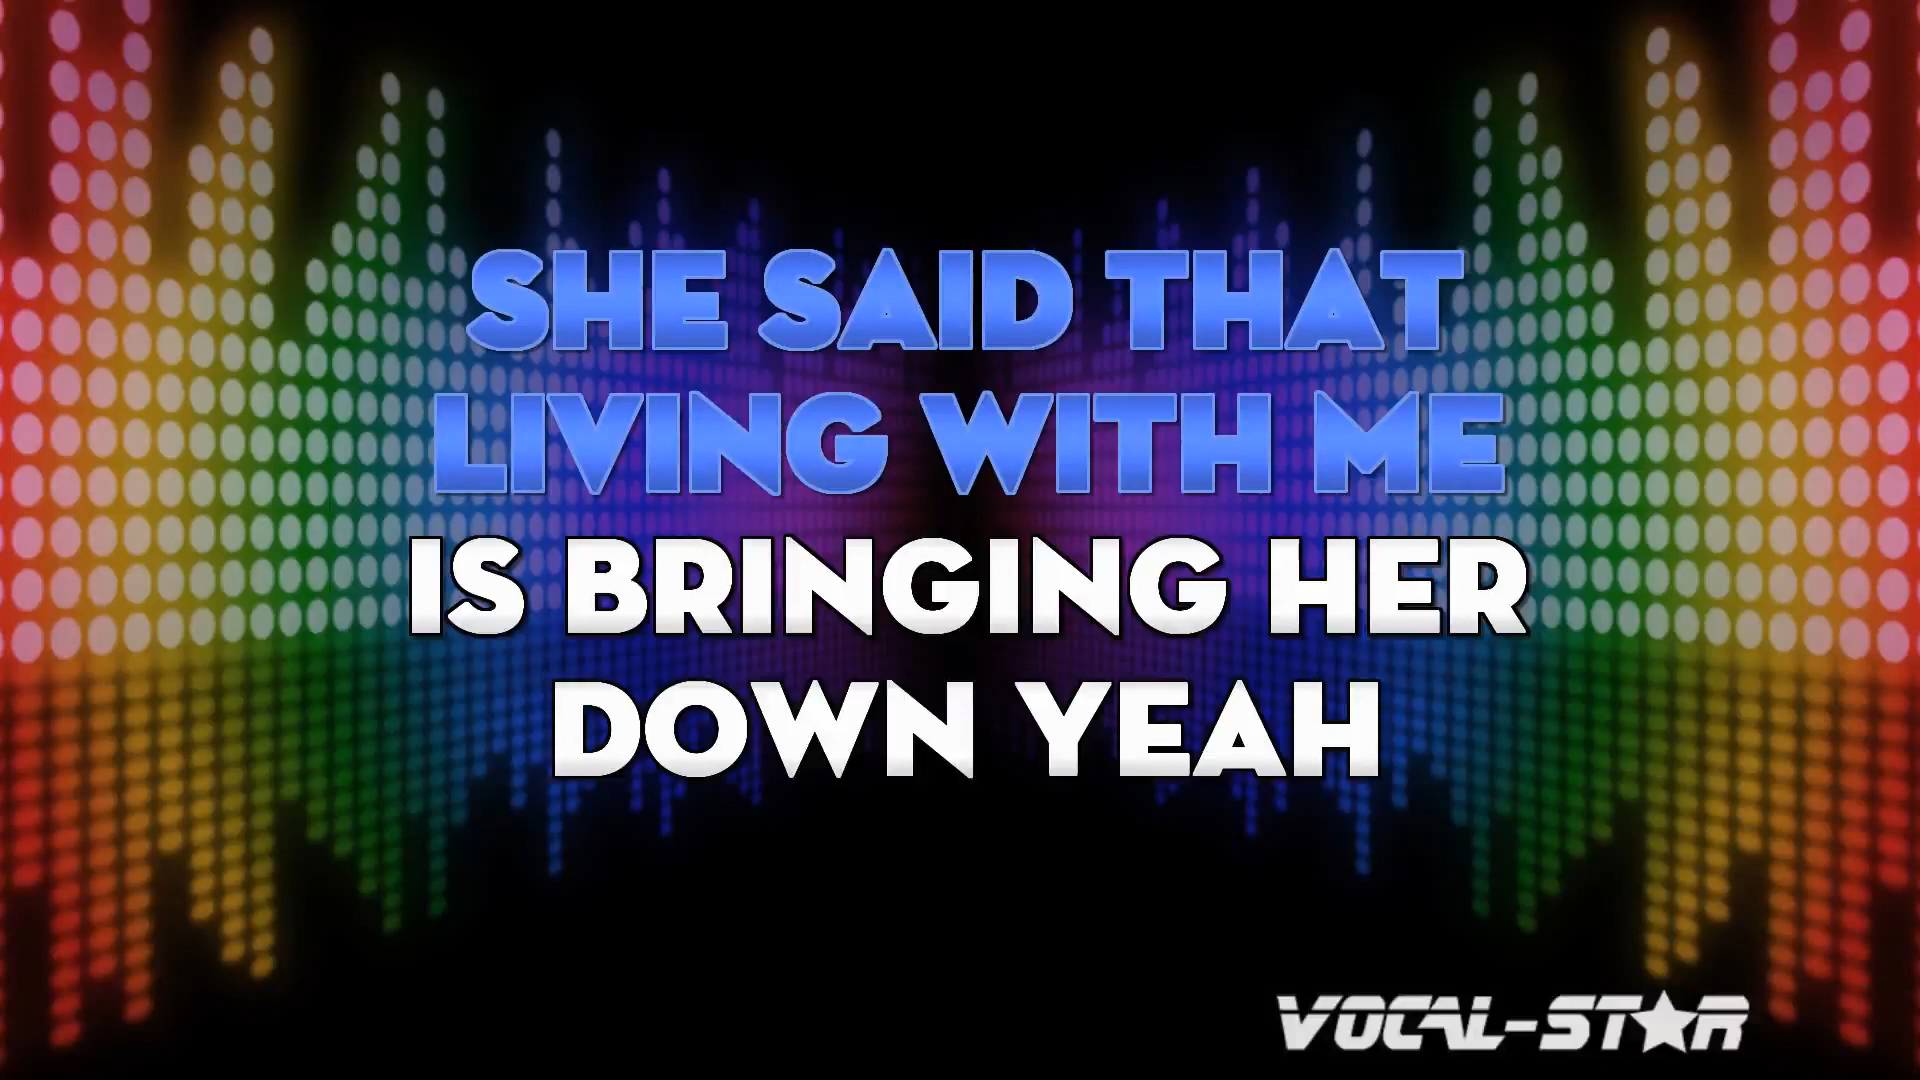 SHE SAID THAT
LIVING WITH ME
IS BRINGING HER
DOWN YEAH
VOCAL-STAR